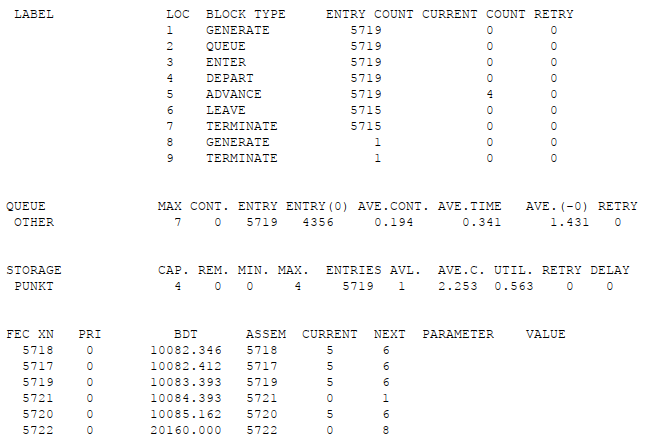 LABEL LOC BLOCK TYPE ENTRY COUNT CURRENT COUNT RETRY
1 GENERATE 5719 0 0
2 QUEUE 5719 0 0
3 ENTER 5719 0 0
4 DEPART 5719 0 0
5 ADVANCE 5719 4 0
6 LEAVE 5715 0 0
7 TERMINATE 5715 0 0
8 GENERATE 1 0 0
9 TERMINATE 1 0 0
QUEUE MAX CONT. ENTRY ENTRY(0) AVE.CONT. AVE.TIME AVE.(-0) RETRY
OTHER 7 0 5719 4356 0.194 0.341 1.431 0
STORAGE CAP. REM. MIN. MAX. ENTRIES AVL. AVE.C. UTIL. RETRY DELAY
PUNKT 4 0 0 4 5719 1 2.253 0.563 0 0
FEC XN PRI BDT ASSEM CURRENT NEXT PARAMETER VALUE
5718 0 10082.346 5718 5 6
5717 0 10082.412 5717 5 6
5719 0 10083.393 5719 5 6
5721 0 10084.393 5721 0 1
5720 0 10085.162 5720 5 6
5722 0 20160.000 5722 0 8